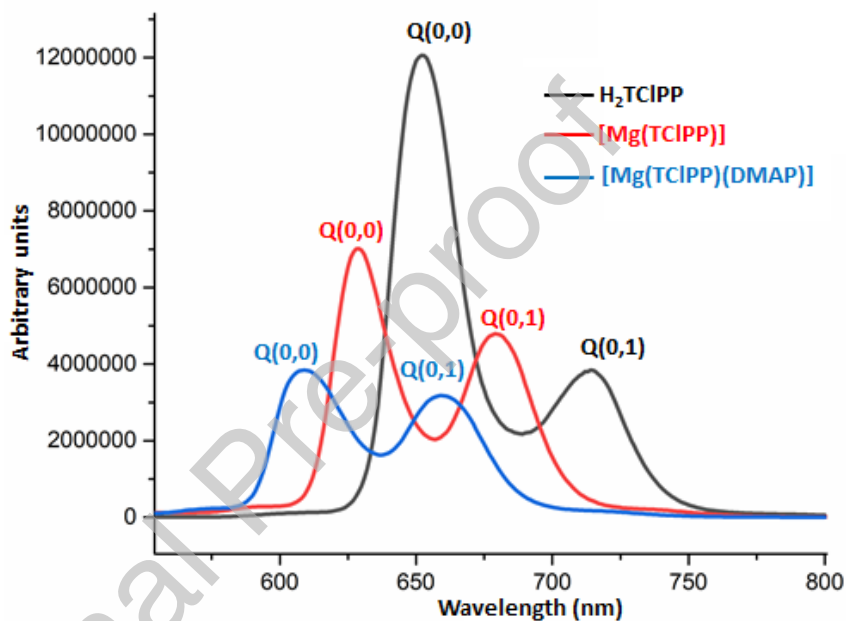 Q(0,0)
12000000
H₂TClPP
10000000
[Mg(TClPP)]
[Mg(TClPP)(DMAP)]
8000000
Q(0,0)
Arbitrary units
6000000
Q(0,1)
Q(0,0)
Q(0,1)
Q(0,1)
4000000
2000000
0
600
650
700
750
800
Wavelength (nm)
al Pre-proof